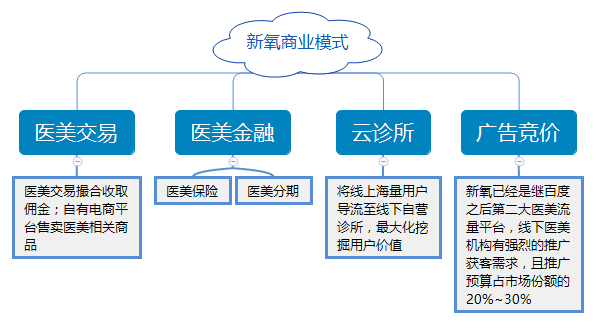 新氧商业模式
医美交易
医美金融
云诊所
广告竞价
医美交易撮合收取
佣金；自有电商平
台售卖医美相关商
品
医美保险
医美分期
将线上海量用户
导流至线下自营
诊所，最大化挖
掘用户价值
新氧已经是继百度
之后第二大医美流
量平台，线下医美
机构有强烈的推广
获客需求，且推广
预算占市场份额的
20%~30%